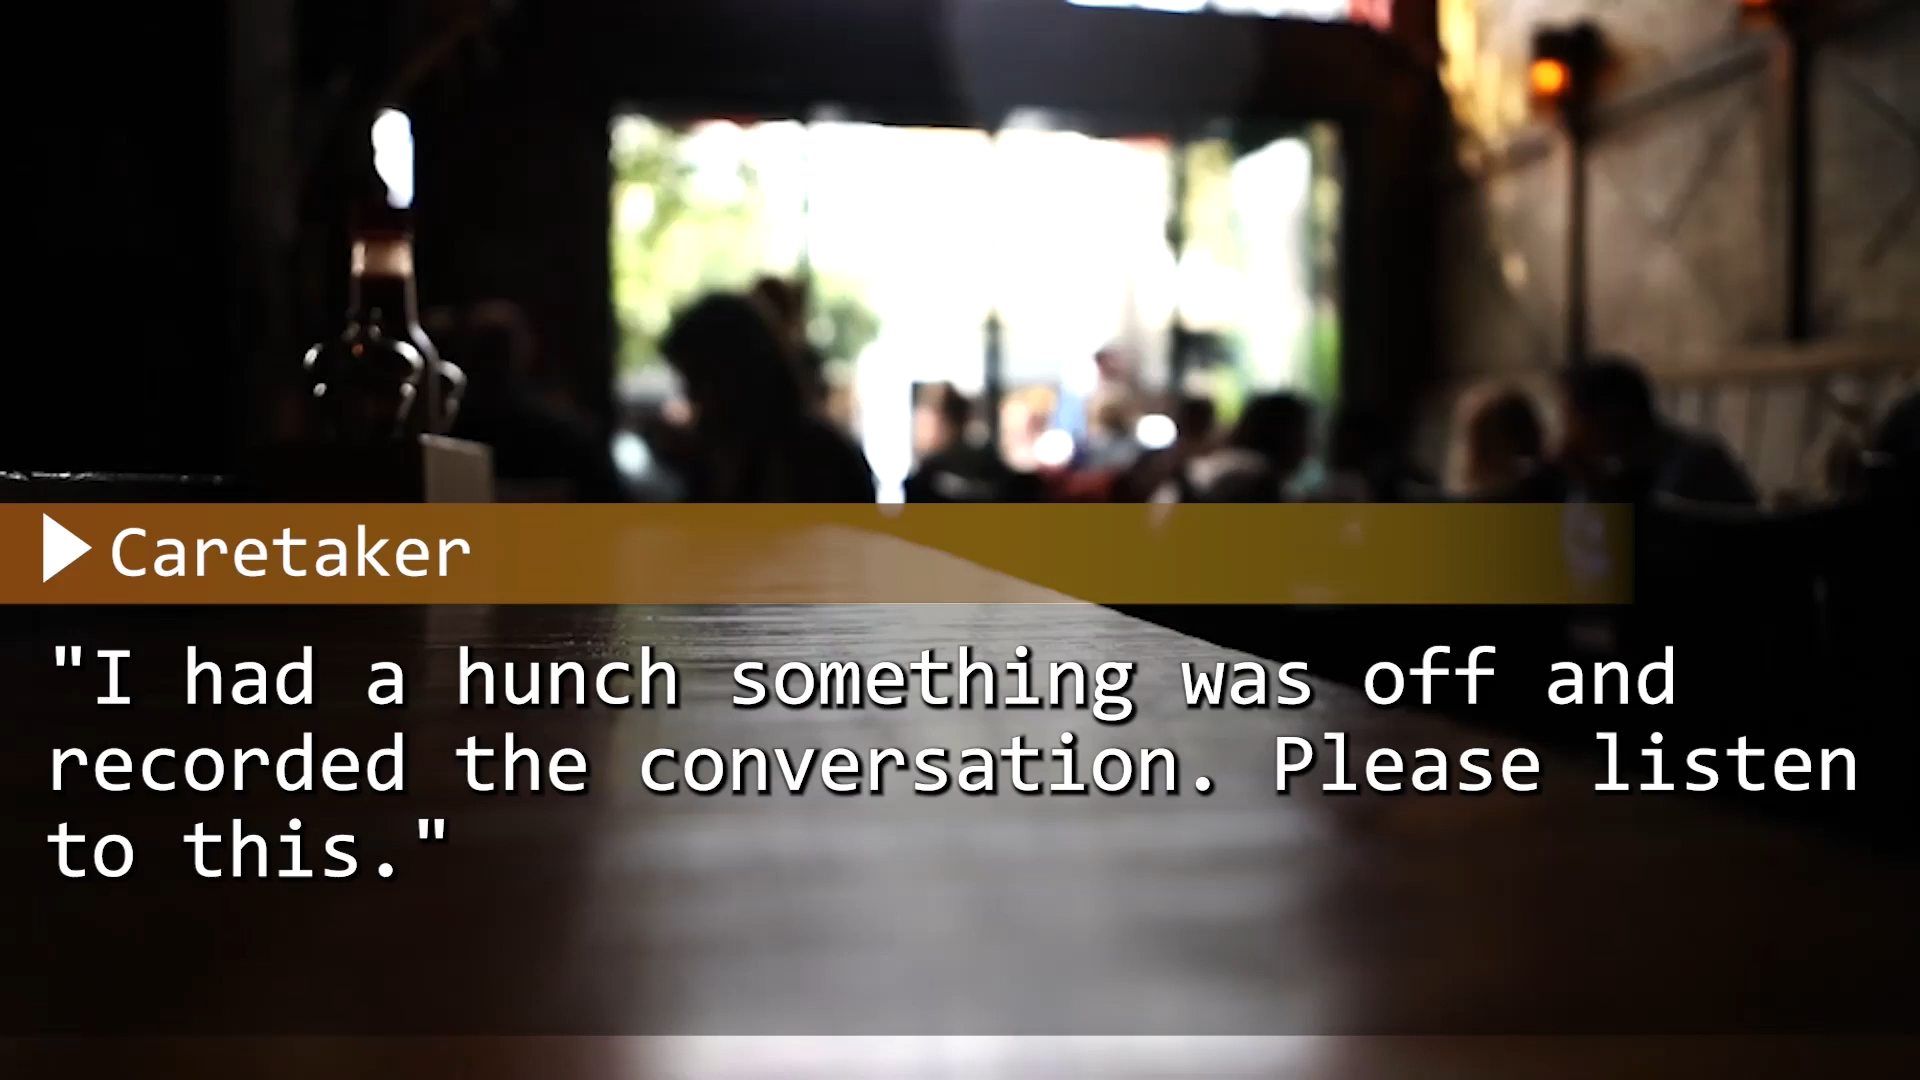 Caretaker
"I had a hunch something was off and
recorded the conversation. Please listen
to this."